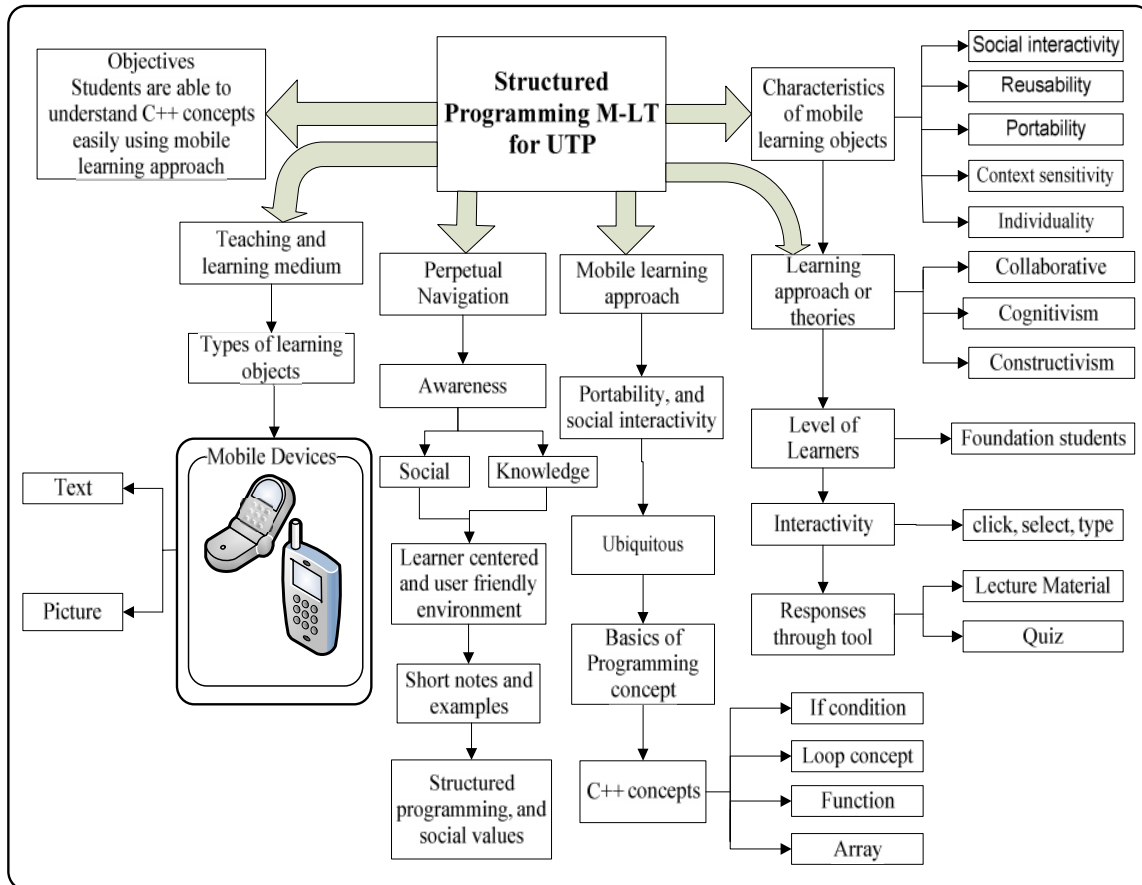 Objectives
Students are able to
understand C++ concepts
easily using mobile
learning approach
Structured
Programming M-LT
for UTP
Characteristics
of mobile
learning objects
Social interactivity
Reusability
Portability
Context sensitivity
Individuality
Teaching and
learning medium
Types of learning
objects
Mobile Devices
Text
Picture
Perpetual
Navigation
Awareness
Social
Knowledge
Learner centered
and user friendly
environment
Short notes and
examples
Structured
programming, and
social values
Mobile learning
approach
Portability, and
social interactivity
Ubiquitous
Basics of
Programming
concept
C++ concepts
If condition
Loop concept
Function
Array
Learning
approach or
theories
Collaborative
Cognitivism
Constructivism
Level of
Learners
Foundation students
Interactivity
click, select, type
Responses
through tool
Lecture Material
Quiz